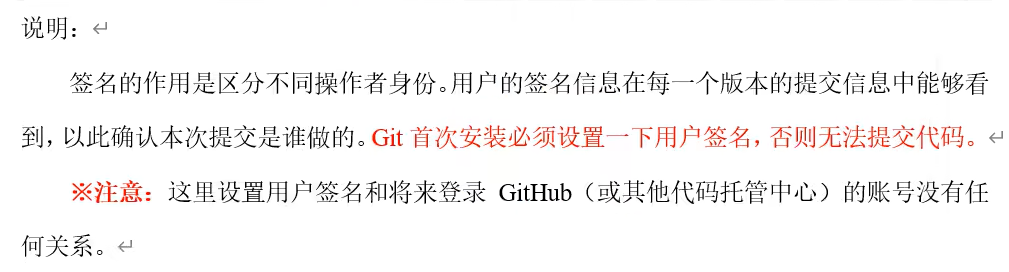 说明：
签名的作用是区分不同操作者身份。用户的签名信息在每一个版本的提交信息中能够看
到，以此确认本次提交是谁做的。Git 首次安装必须设置一下用户签名，否则无法提交代码。
※注意：这里设置用户签名和将来登录 GitHub（或其他代码托管中心）的账号没有任
何关系。